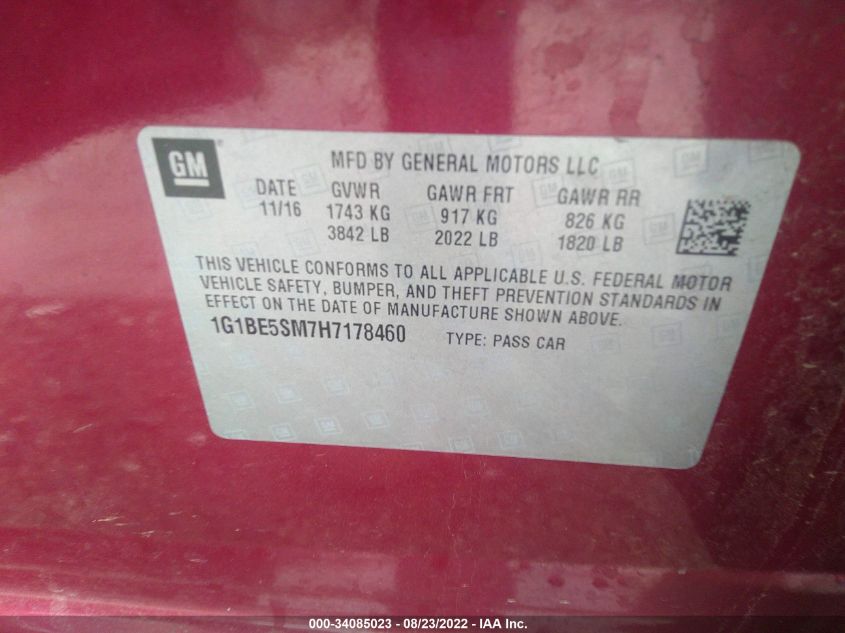 GM
MFD BY GENERAL MOTORS LLC
DATE GVWR GAWR FRT GAWR RR
11/16 1743 KG 917 KG 826 KG
3842 LB 2022 LB 1820 LB
THIS VEHICLE CONFORMS TO ALL APPLICABLE U.S. FEDERAL MOTOR
VEHICLE SAFETY, BUMPER, AND THEFT PREVENTION STANDARDS IN
EFFECT ON THE DATE OF MANUFACTURE SHOWN ABOVE.
1G1BE5SM7H7178460 TYPE: PASS CAR
000-34085023 - 08/23/2022 - IAA Inc.